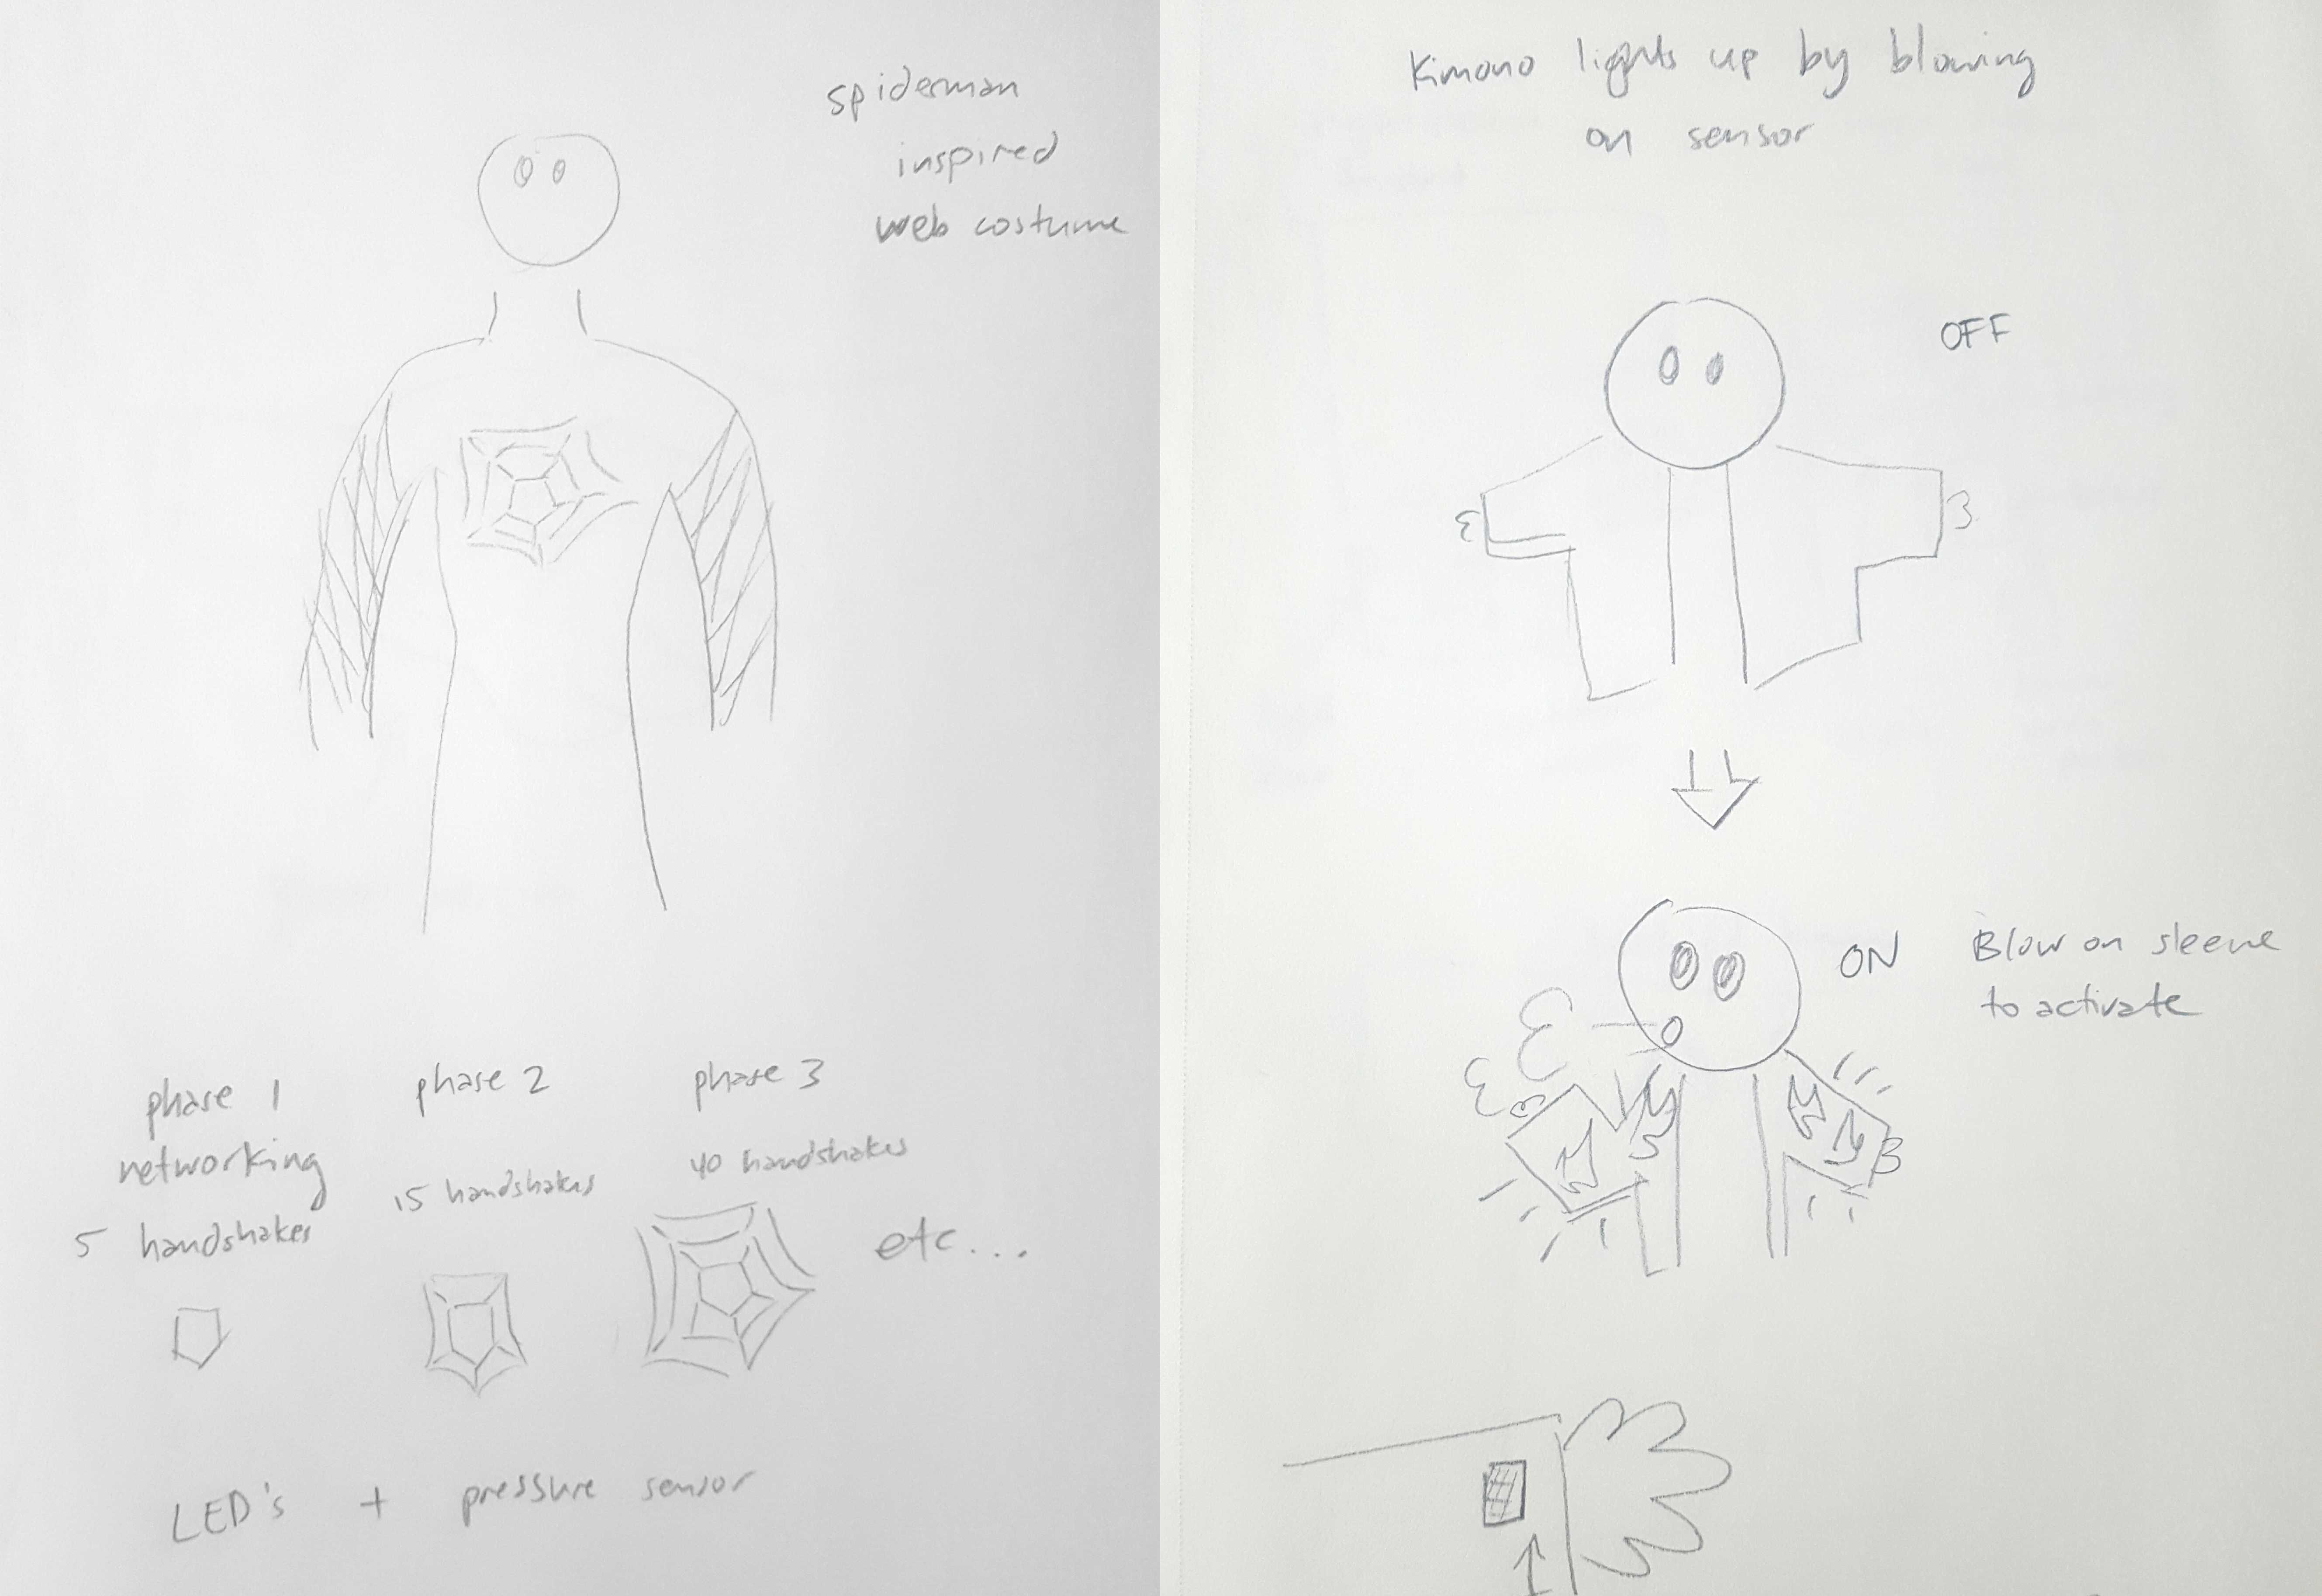 spiderman
inspired
web costume
phase 1
networking
5 handshakes
phase 2
15 handshakes
phase 3
40 handshakes
etc...
LED's + pressure sensor
Kimono lights up by blowing
on sensor
OFF
ON
Blow on sleeve
to activate